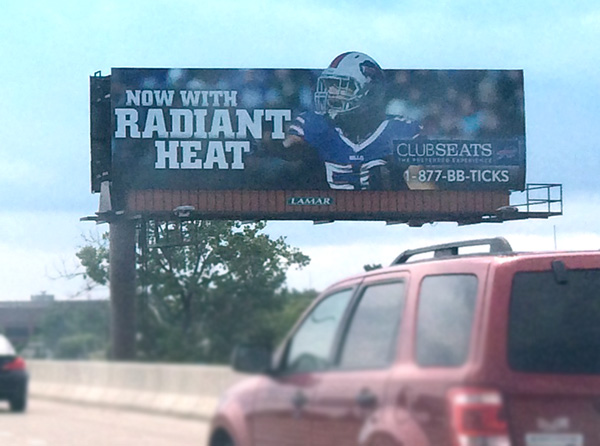 NOW WITH
RADIANT
HEAT
BILLS
CLUBSEATS
THE PREFERRED EXPERIENCE
1-877-BB-TICKS
LAMAR